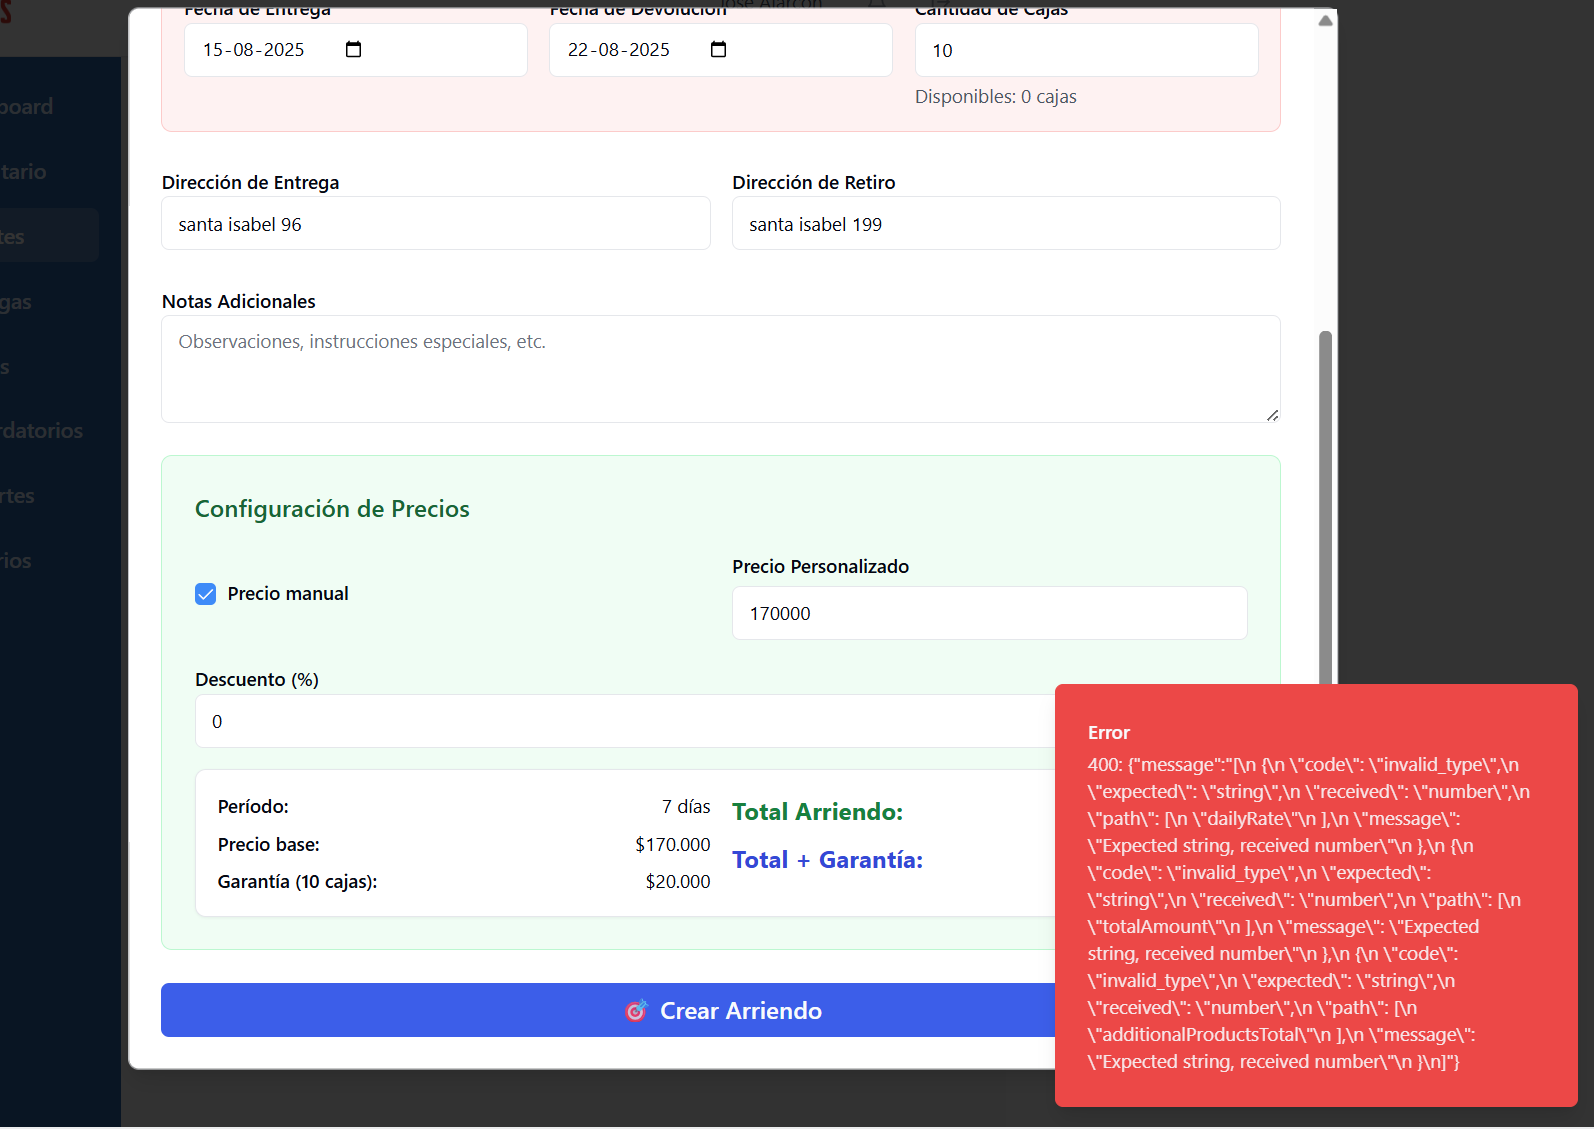 Fecha de Entrega
Fecha de Devolución
Cantidad de Cajas
15-08-2025
22-08-2025
10
Disponibles: 0 cajas
board
tario
tes
gas
s
rdatorios
rtes
rios
Dirección de Entrega
Dirección de Retiro
santa isabel 96
santa isabel 199
Notas Adicionales
Observaciones, instrucciones especiales, etc.
Configuración de Precios
Precio manual
Precio Personalizado
170000
Descuento (%)
0
Período:
7 días
Precio base:
$170.000
Garantía (10 cajas):
$20.000
Total Arriendo:
Total + Garantía:
Crear Arriendo
Error
400: {"message":"[\n {\n \"code\": \"invalid_type\",\n
\"expected\": \"string\",\n \"received\": \"number\",\n
\"path\": [\n \"dailyRate\"\n ],\n \"message\":
\"Expected string, received number\"\n },\n {\n
\"code\": \"invalid_type\",\n \"expected\":
\"string\",\n \"received\": \"number\",\n \"path\": [\n
\"totalAmount\"\n ],\n \"message\": \"Expected
string, received number\"\n },\n {\n \"code\":
\"invalid_type\",\n \"expected\": \"string\",\n
\"received\": \"number\",\n \"path\": [\n
\"additionalProductsTotal\"\n ],\n \"message\":
\"Expected string, received number\"\n }\n]"}